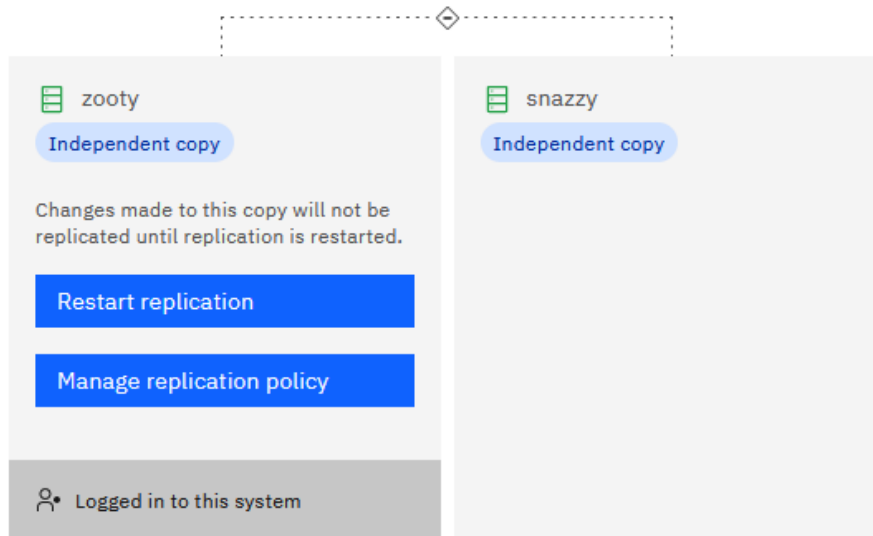 zooty
Independent copy
Changes made to this copy will not be
replicated until replication is restarted.
Restart replication
Manage replication policy
Logged in to this system
snazzy
Independent copy